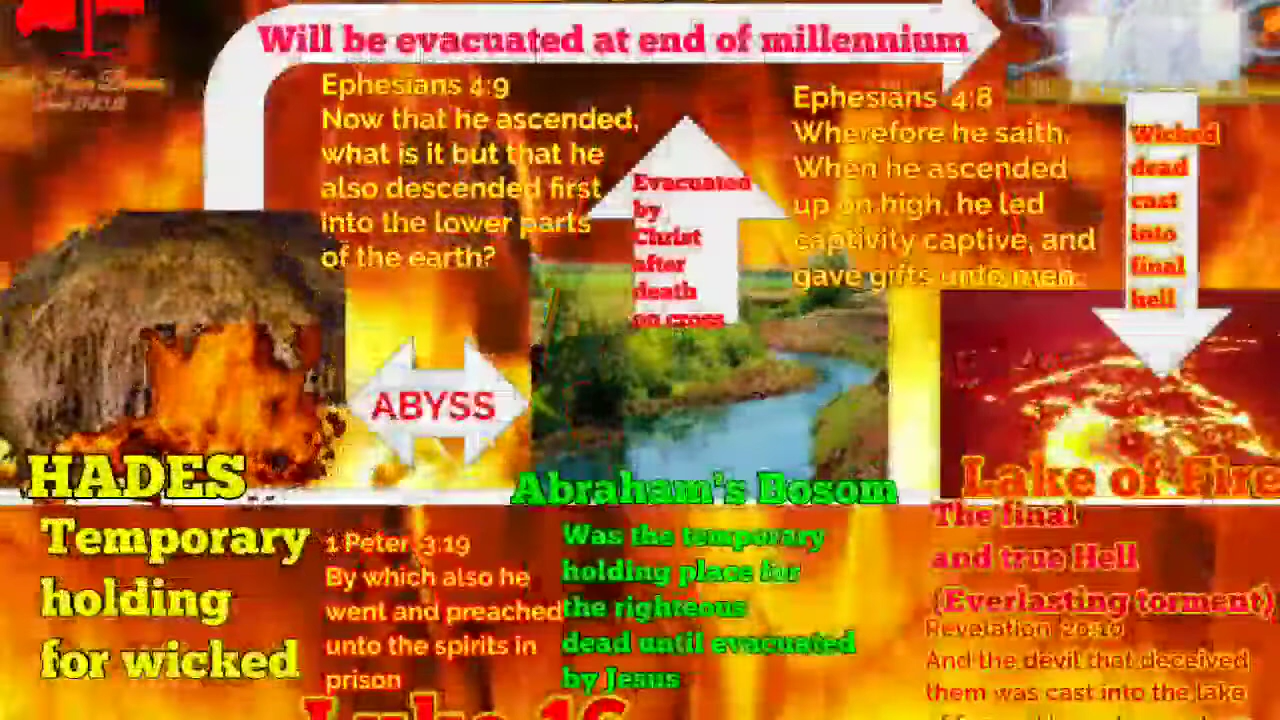 Will be evacuated at end of millennium
Ephesians 4:9
Now that he ascended,
what is it but that he
also descended first
into the lower parts
of the earth?
Evacuated
by
Christ
after
death
on cross
Ephesians 4:8
Wherefore he saith,
When he ascended
up on high, he led
captivity captive, and
gave gifts unto men.
Wicked
dead
cast
into
final
hell
ABYSS
HADES
Temporary
holding
for wicked
1 Peter 3:19
By which also he
went and preached
unto the spirits in
prison
Abraham's Bosom
Was the temporary
holding place for
the righteous
dead until evacuated
by Jesus
Lake of Fire
The final
and true Hell
(Everlasting torment)
Revelation 20:10
And the devil that deceived
them was cast into the lake
Luke 16